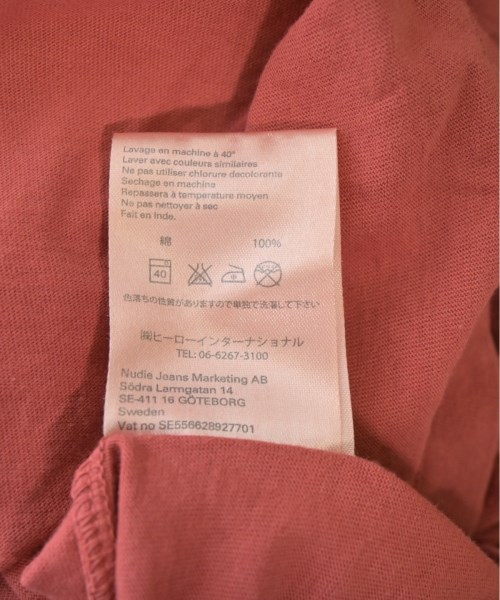 Lavage en machine à 40°
Laver avec couleurs similaires
Ne pas utiliser chlorure decolorante
Sechage en machine
Repassera à temperature moyen
Ne pas nettoyer à sec
Fait en Inde.
綿 100%
40
色落ちの性質がありますので単独で洗濯して下さい
㈱ヒーローインターナショナル
TEL: 06-6267-3100
Nudie Jeans Marketing AB
Södra Larmgatan 14
SE-411 16 GÖTEBORG
Sweden
Vat no SE556628927701